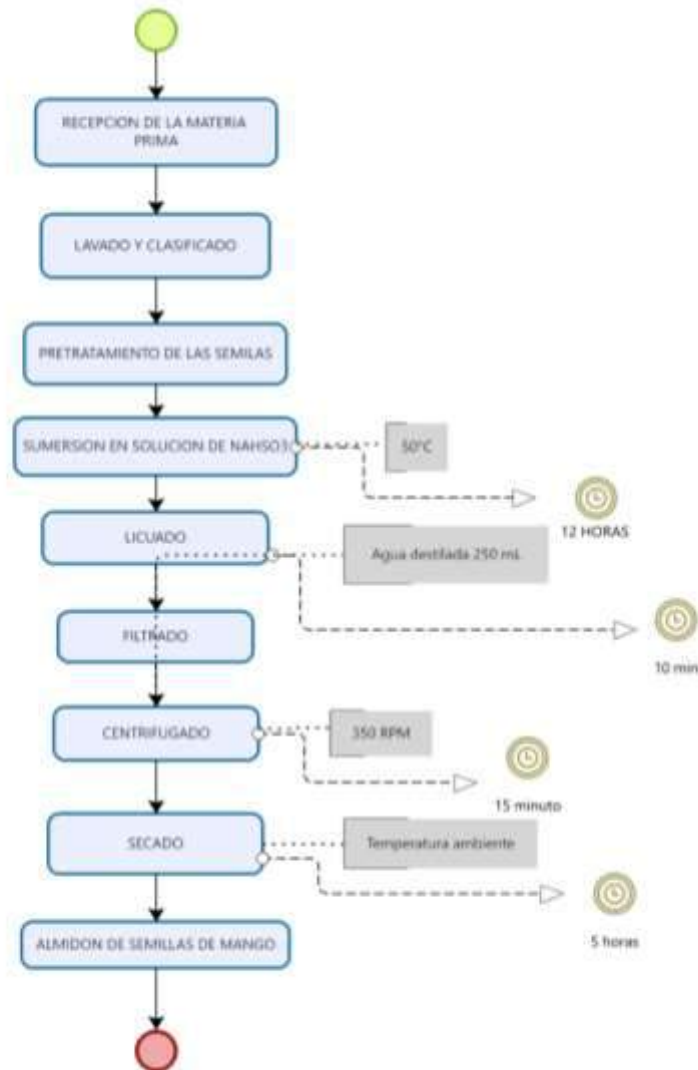 RECEPCION DE LA MATERIA
PRIMA
LAVADO Y CLASIFICADO
PRETRATAMIENTO DE LAS SEMILAS
SUMERSION EN SOLUCION DE NAHSO3
50°C
12 HORAS
LICUADO
Agua destilada 250 mL
10 min
FILTRADO
CENTRIFUGADO
350 RPM
15 minuto
SECADO
Temperatura ambiente
5 horas
ALMIDON DE SEMILLAS DE MANGO